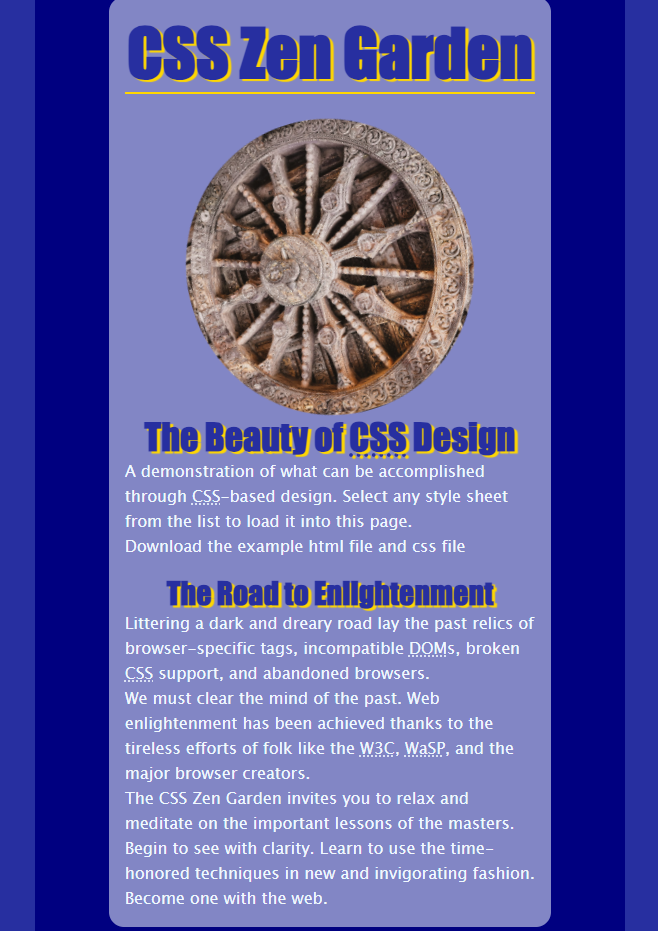 CSS Zen Garden
The Beauty of CSS Design
A demonstration of what can be accomplished
through CSS-based design. Select any style sheet
from the list to load it into this page.
Download the example html file and css file
The Road to Enlightenment
Littering a dark and dreary road lay the past relics of
browser-specific tags, incompatible DOMs, broken
CSS support, and abandoned browsers.
We must clear the mind of the past. Web
enlightenment has been achieved thanks to the
tireless efforts of folk like the W3C, WaSP, and the
major browser creators.
The CSS Zen Garden invites you to relax and
meditate on the important lessons of the masters.
Begin to see with clarity. Learn to use the time-
honored techniques in new and invigorating fashion.
Become one with the web.